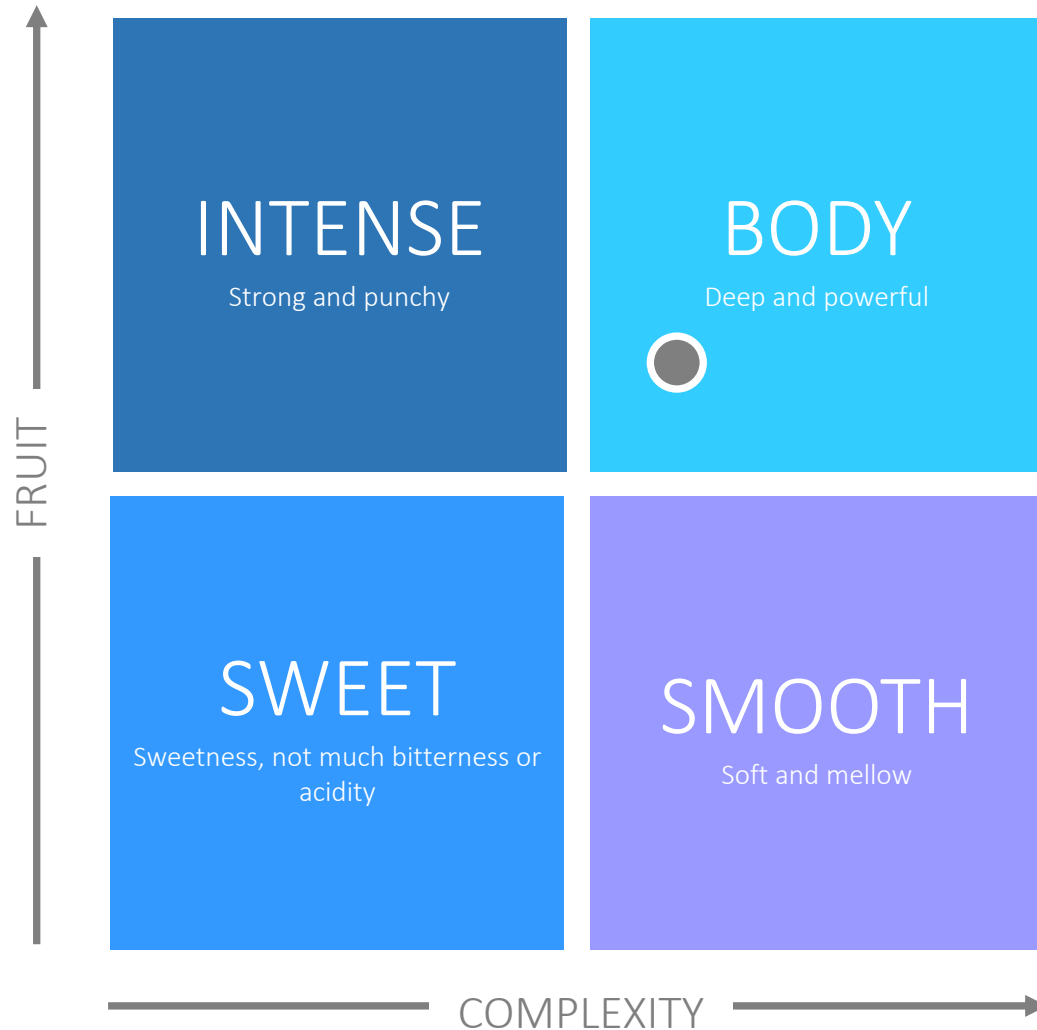 INTENSE
Strong and punchy
BODY
Deep and powerful
FRUIT
SWEET
Sweetness, not much bitterness or
acidity
SMOOTH
Soft and mellow
COMPLEXITY